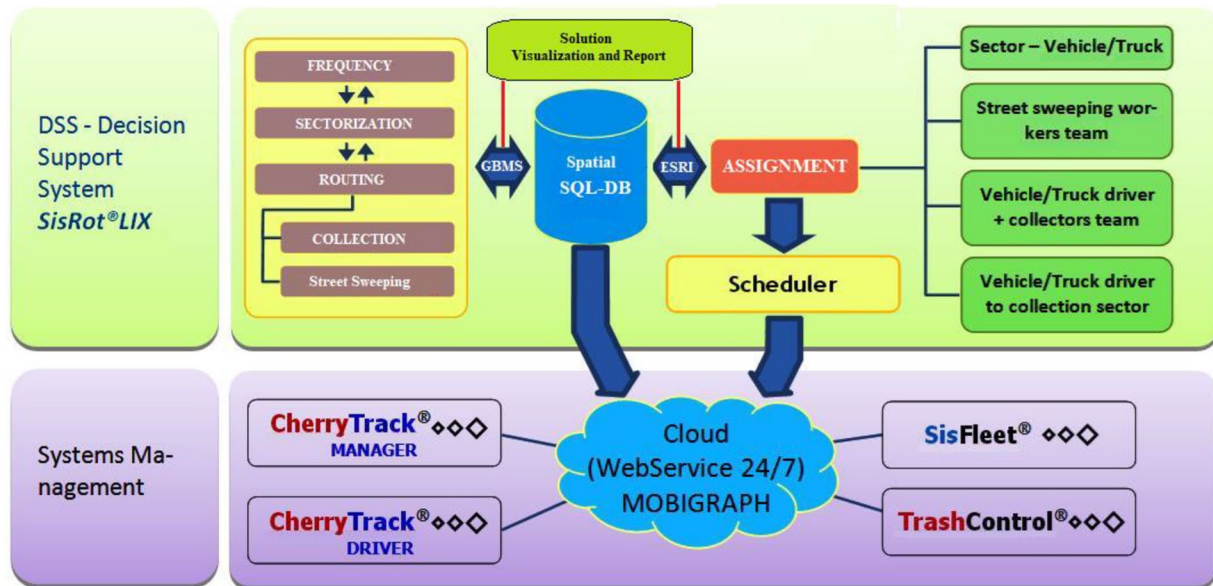 DSS - Decision
Support
System
SisRot®LIX
FREQUENCY
SECTORIZATION
ROUTING
COLLECTION
Street Sweeping
Solution
Visualization and Report
GBMS
Spatial
SQL-DB
ESRI
ASSIGNMENT
Scheduler
Sector – Vehicle/Truck
Street sweeping wor-
kers team
Vehicle/Truck driver
+ collectors team
Vehicle/Truck driver
to collection sector
Systems Ma-
nagement
CherryTrack®
MANAGER
CherryTrack®
DRIVER
Cloud
(WebService 24/7)
MOBIGRAPH
SisFleet®
TrashControl®